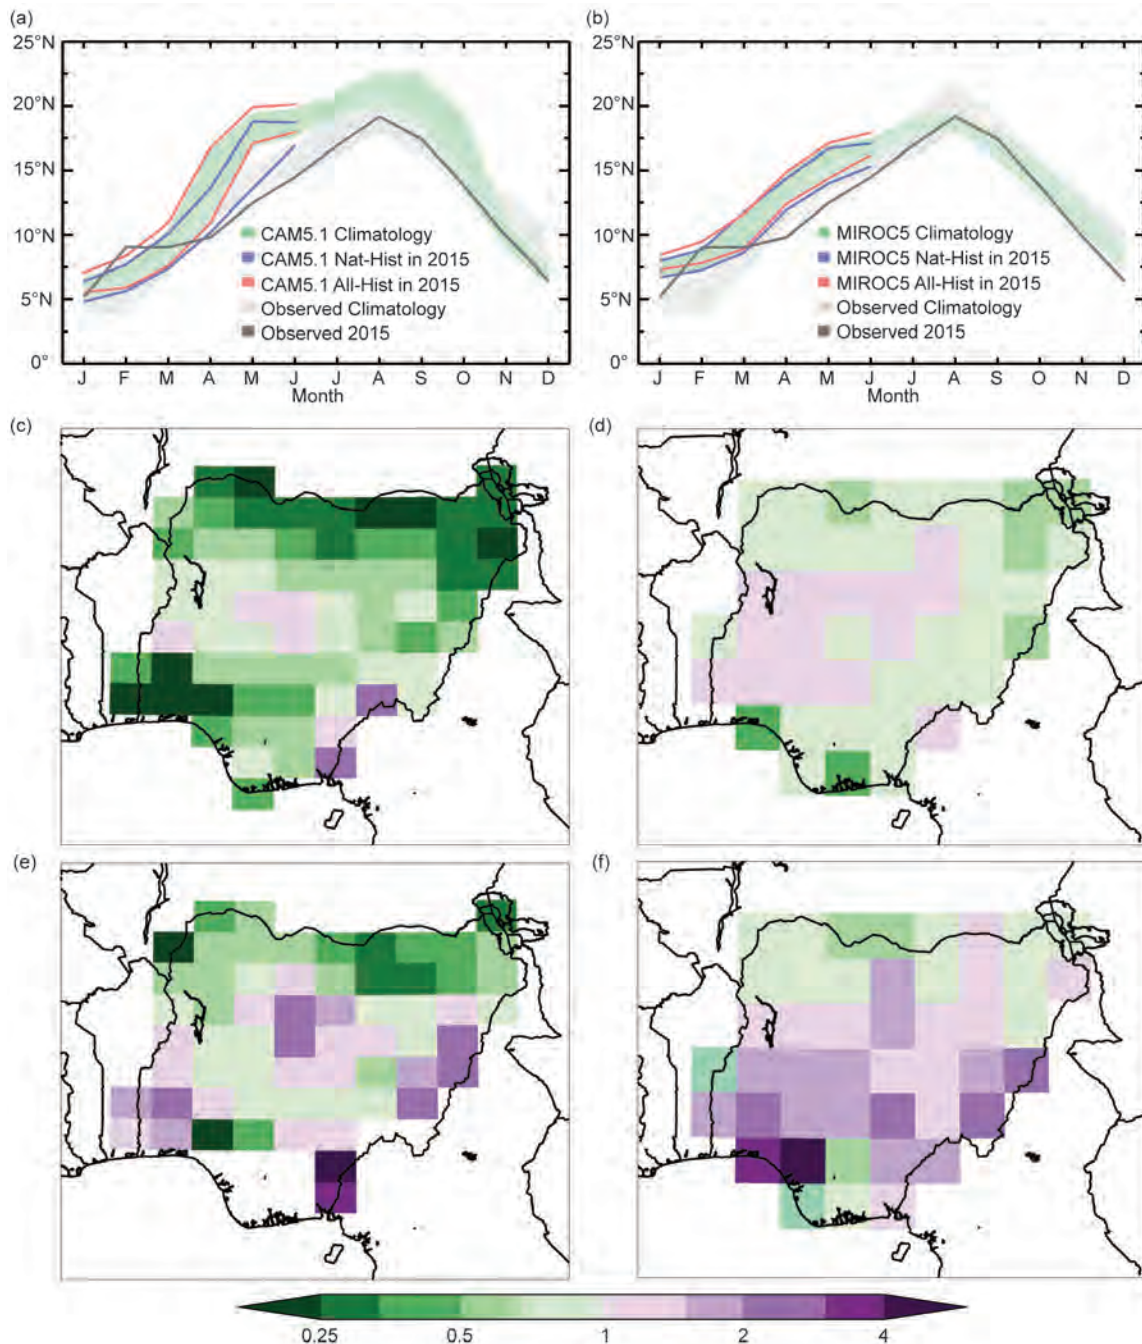 (a)
25°N
20°N
15°N
10°N
5°N
0°
CAM5.1 Climatology
CAM5.1 Nat-Hist in 2015
CAM5.1 All-Hist in 2015
Observed Climatology
Observed 2015
J F M A M J J A S O N D
Month
(b)
25°N
20°N
15°N
10°N
5°N
0°
MIROC5 Climatology
MIROC5 Nat-Hist in 2015
MIROC5 All-Hist in 2015
Observed Climatology
Observed 2015
J F M A M J J A S O N D
Month
(c)
(d)
(e)
(f)
0.25 0.5 1 2 4